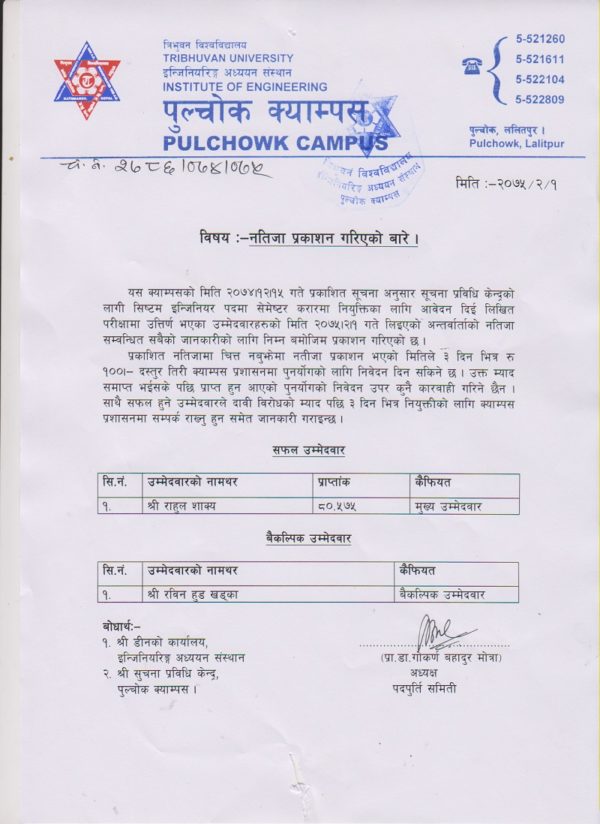 त्रिभुवन विश्वविद्यालय
TRIBHUVAN UNIVERSITY
इन्जिनियरिङ्ग अध्ययन संस्थान
INSTITUTE OF ENGINEERING
पुल्चोक क्याम्पस
PULCHOWK CAMPUS
5-521260
5-521611
5-522104
5-522809
पुल्चोक, ललितपुर ।
Pulchowk, Lalitpur
त्रिभुवन विश्वविद्यालय
इन्जिनियरिङ्ग अध्ययन संस्थान
पुल्चोक क्याम्पस
च. नं. २७८६/०७४/०७५
मिति :-२०७५/२/१
विषय :–नतिजा प्रकाशन गरिएको बारे ।
यस क्याम्पसको मिति २०७४।१२।१५ गते प्रकाशित सूचना अनुसार सूचना प्रविधि केन्द्रको
लागी सिष्टम इन्जिनियर पदमा सेमेष्टर करारमा नियुक्तिका लागि आवेदन दिई लिखित
परीक्षामा उत्तिर्ण भएका उम्मेदबारहरुको मिति २०७५।२।१ गते लिइएको अन्तर्वार्ताको नतिजा
सम्वन्धित सबैको जानकारीको लागि निम्न बमोजिम प्रकाशन गरिएको छ ।
प्रकाशित नतिजामा चित्त नबुझेमा नतीजा प्रकाशन भएको मितिले ३ दिन भित्र रु
१००।– दस्तुर तिरी क्याम्पस प्रशासनमा पुनर्योगको लागि निवेदन दिन सकिने छ । उक्त म्याद
समाप्त भईसके पछि प्राप्त हुन आएको पुनर्योगको निवेदन उपर कुनै कारवाही गरिने छैन ।
साथै सफल हुने उम्मेदवारले दावी विरोधको म्याद पछि ३ दिन भित्र नियुक्तीको लागि क्याम्पस
प्रशासनमा सम्पर्क राख्नु हुन समेत जानकारी गराइन्छ ।
सफल उम्मेदवार
सि.नं. उम्मेदवारको नामथर प्राप्तांक कैफियत
१. श्री राहुल शाक्य ८०.५७५ मुख्य उम्मेदवार
बैकल्पिक उम्मेदवार
सि.नं. उम्मेदवारको नामथर कैफियत
१. श्री रविन हुड खड्का बैकल्पिक उम्मेदवार
बोधार्थ:–
१. श्री डीनको कार्यालय,
इन्जिनियरिङ्ग अध्ययन संस्थान
२. श्री सुचना प्रविधि केन्द्र,
पुल्चोक क्याम्पस ।
(प्रा.डा.गोकर्ण बहादुर मोत्रा)
अध्यक्ष
पदपुर्ति समिती